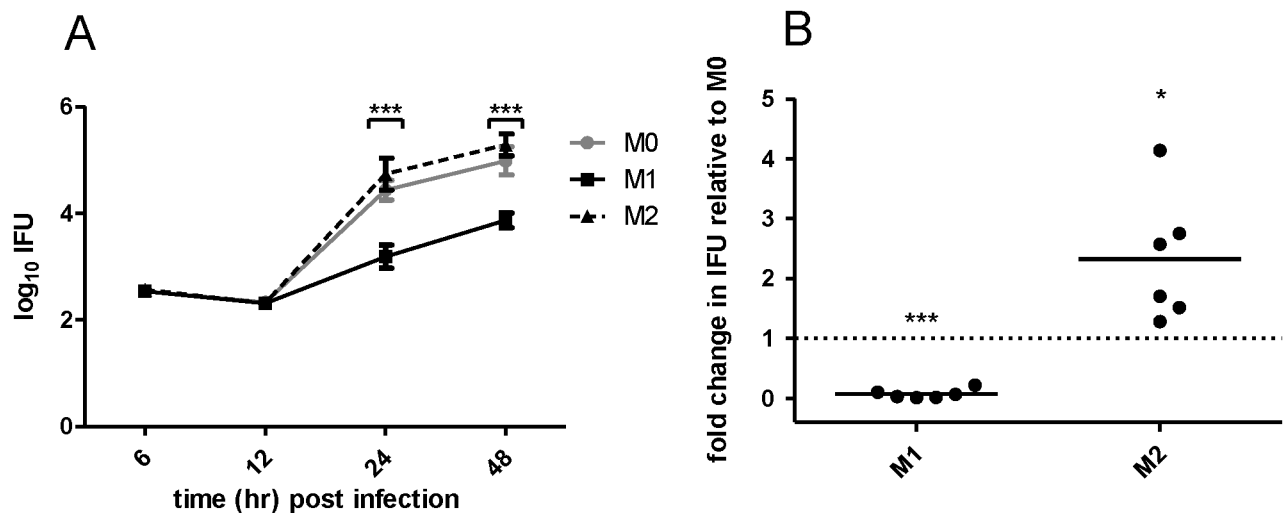 A
6
4
2
0
log10 IFU
***
***
M0
M1
M2
6
12
24
48
time (hr) post infection
B
fold change in IFU relative to M0
5
4
3
2
1
0
***
*
M1
M2